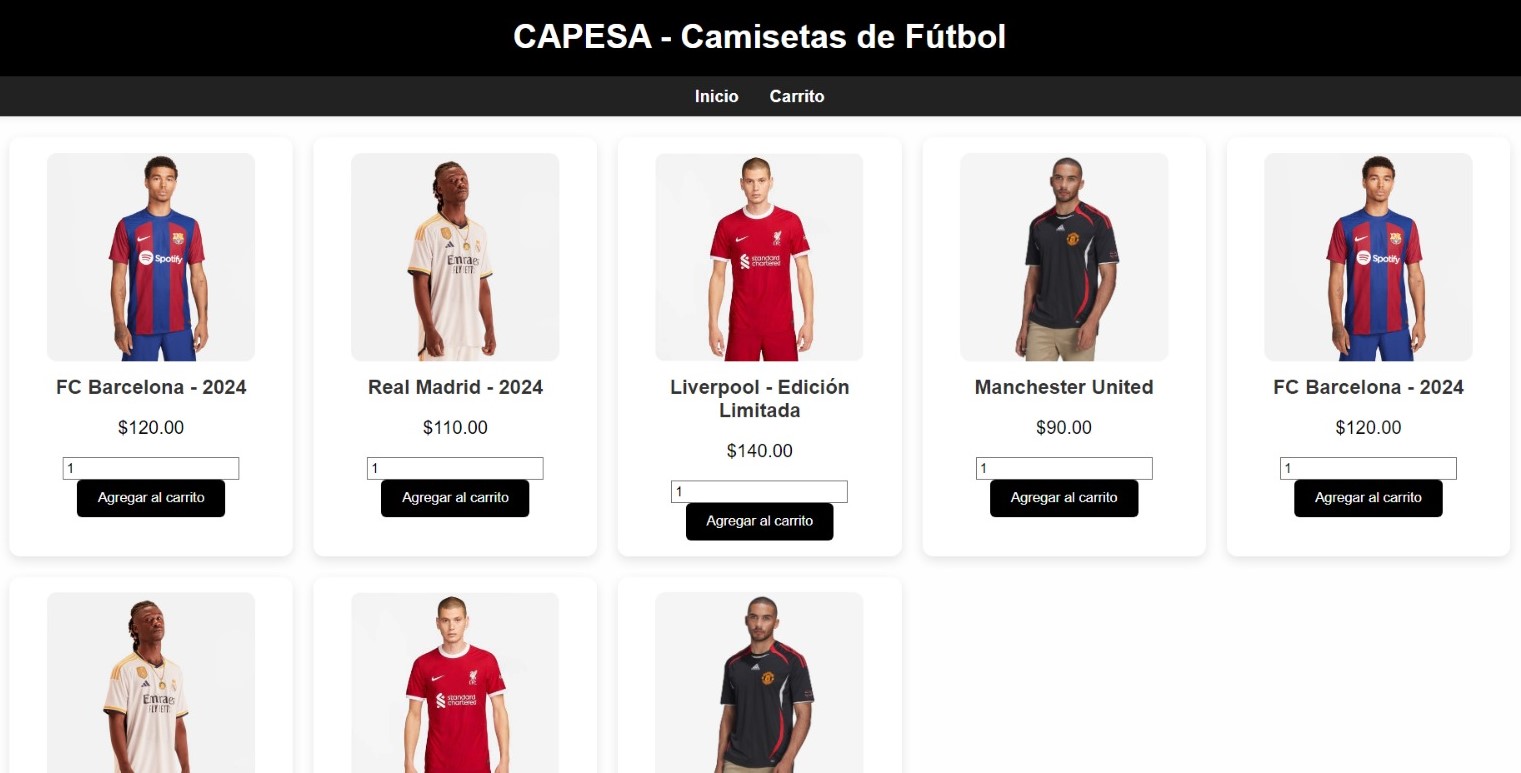 CAPESA - Camisetas de Fútbol
Inicio Carrito
Spotify
Emirates
FLY BETTER
standard
chartered
Spotify
FC Barcelona - 2024
Real Madrid - 2024
Liverpool - Edición
Limitada
Manchester United
FC Barcelona - 2024
$120.00
$110.00
$140.00
$90.00
$120.00
1
1
1
1
1
Agregar al carrito
Agregar al carrito
Agregar al carrito
Agregar al carrito
Agregar al carrito
Emirates
FLY BETTER
standard
chartered